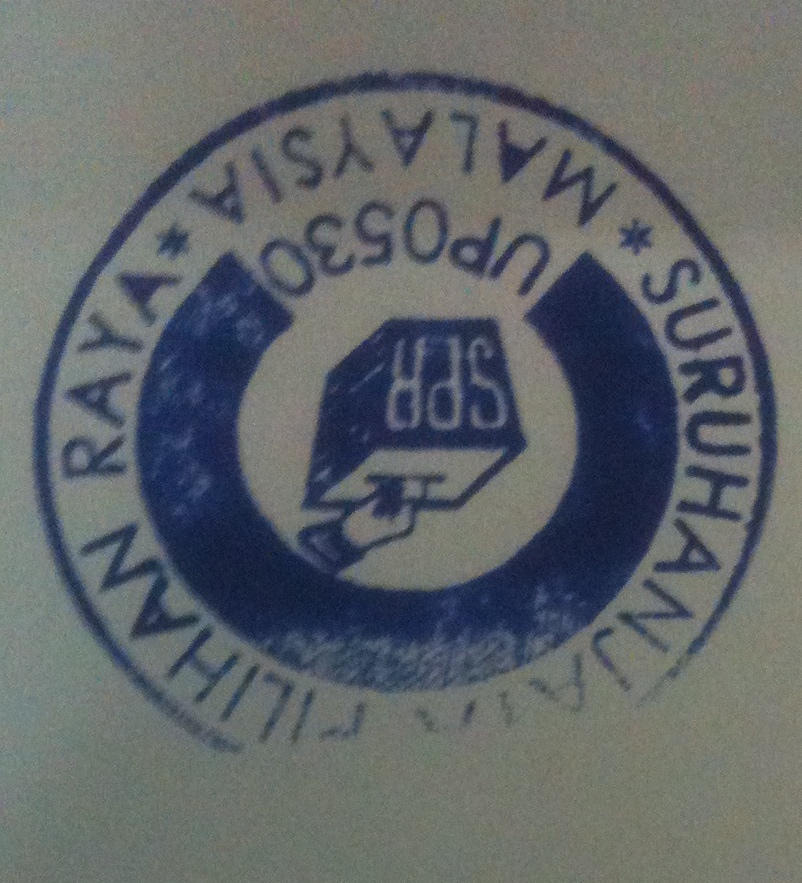 SURUHANJAYA PILIHAN RAYA
* MALAYSIA *
UP0530
SPR